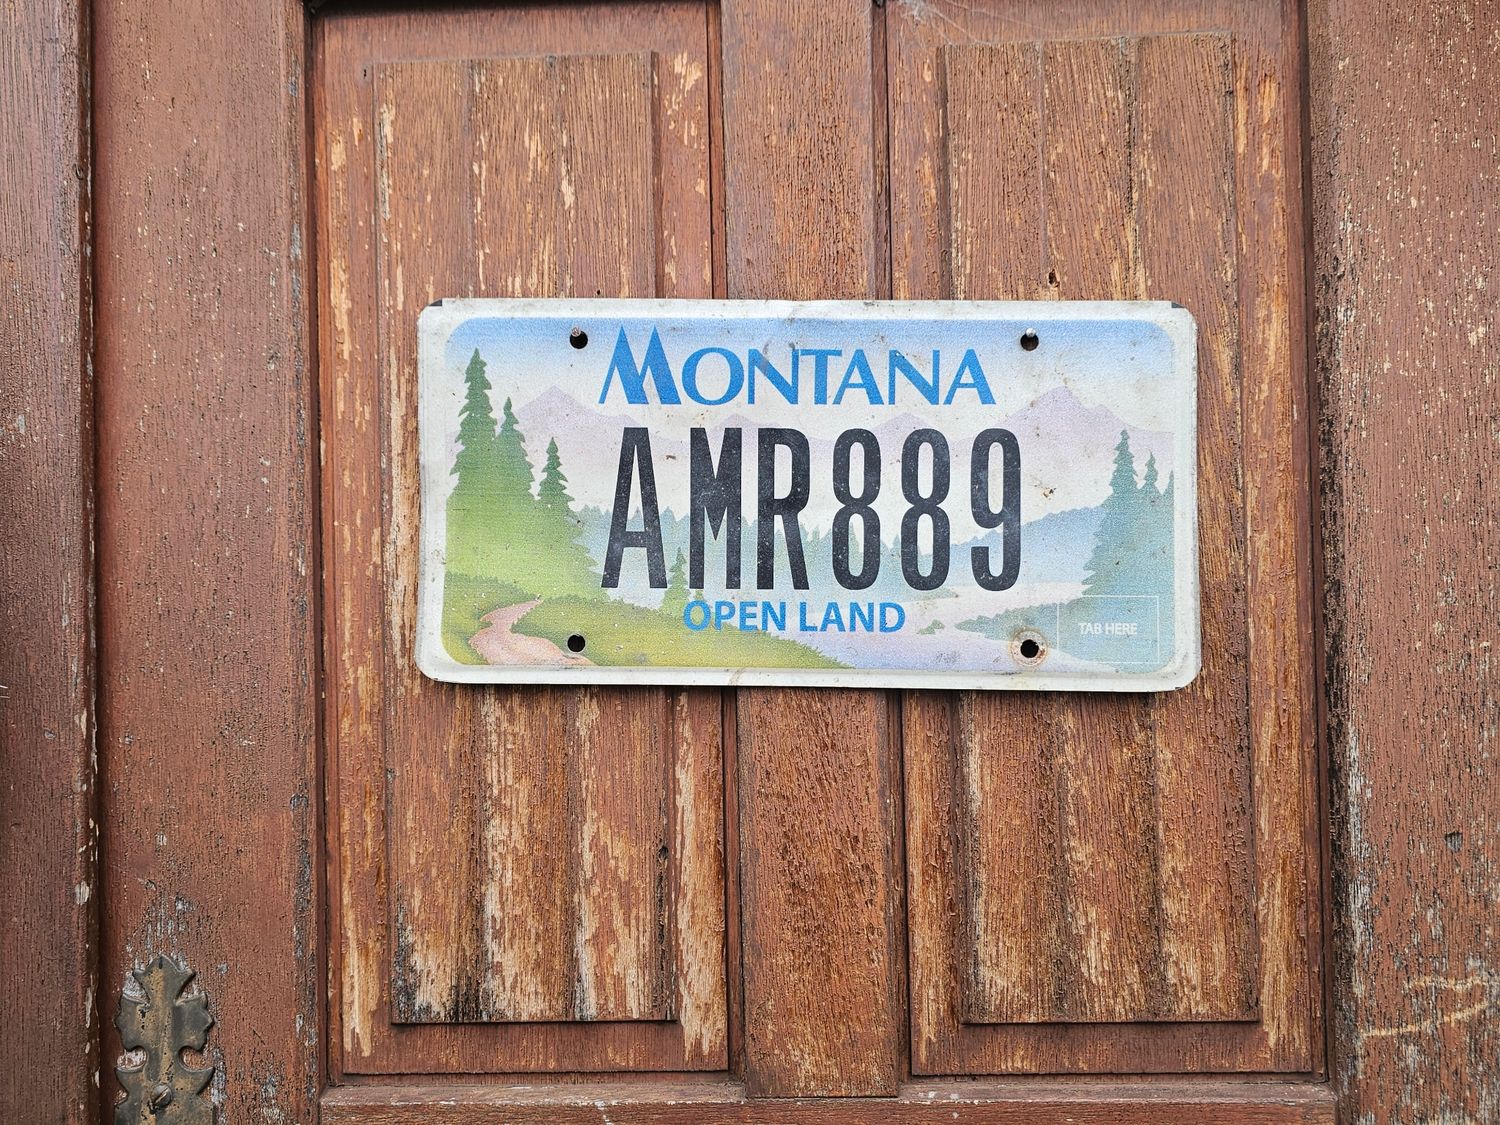 MONTANA
AMR889
OPEN LAND
TAB HERE